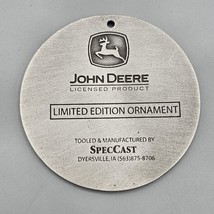 JOHN DEERE
LICENSED PRODUCT
LIMITED EDITION ORNAMENT
TOOLED & MANUFACTURED BY
SPECCAST
DYERSVILLE, IA (563)875-8706